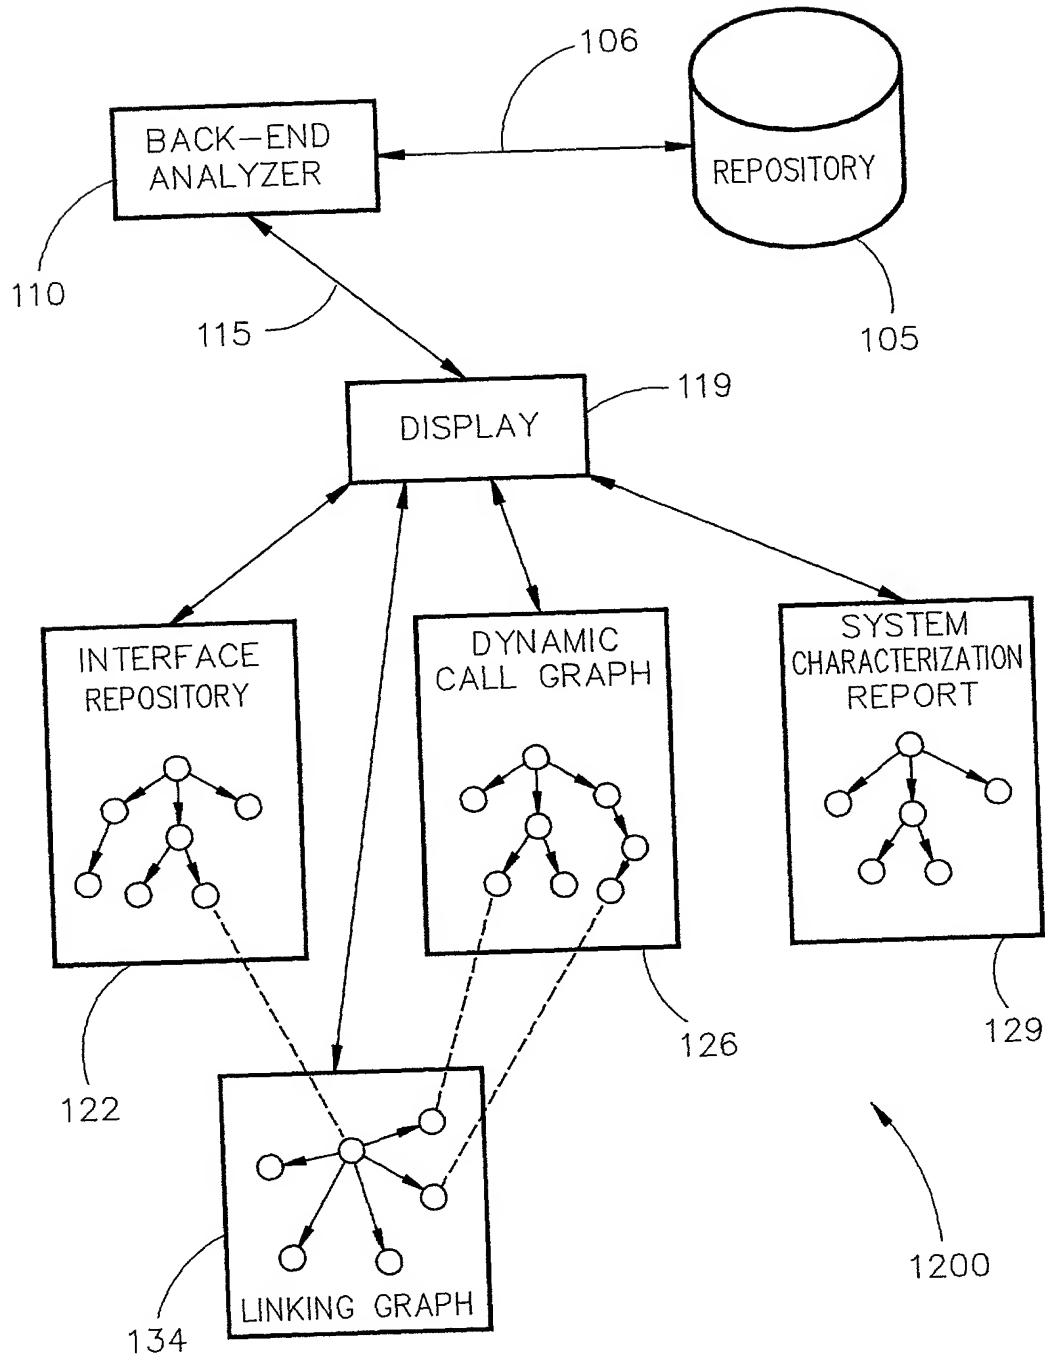 106
BACK-END
ANALYZER
REPOSITORY
110
115
105
119
DISPLAY
INTERFACE
REPOSITORY
DYNAMIC
CALL GRAPH
SYSTEM
CHARACTERIZATION
REPORT
122
126
129
1200
LINKING GRAPH
134